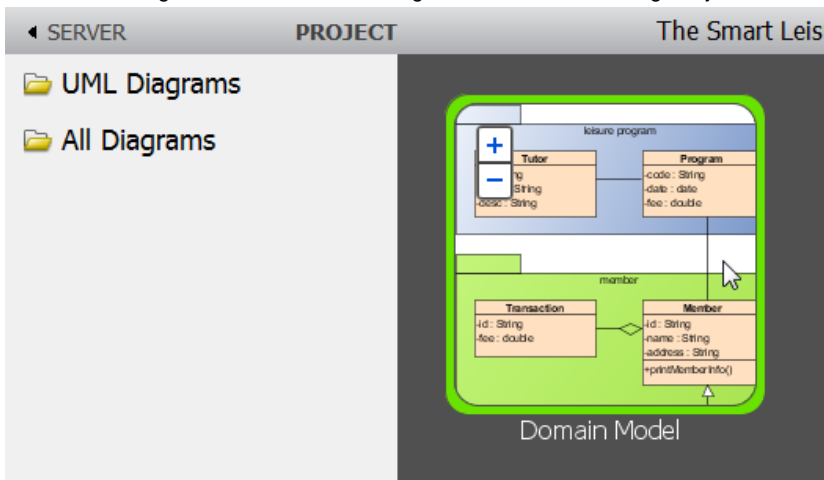 SERVER
PROJECT
The Smart Leis
UML Diagrams
All Diagrams
leisure program
+
−
Tutor
String
-desc : String
Program
-code : String
-date : date
-fee : double
member
Transaction
-id : String
-fee : double
Member
-id : String
-name : String
-address : String
+printMemberInfo()
Domain Model